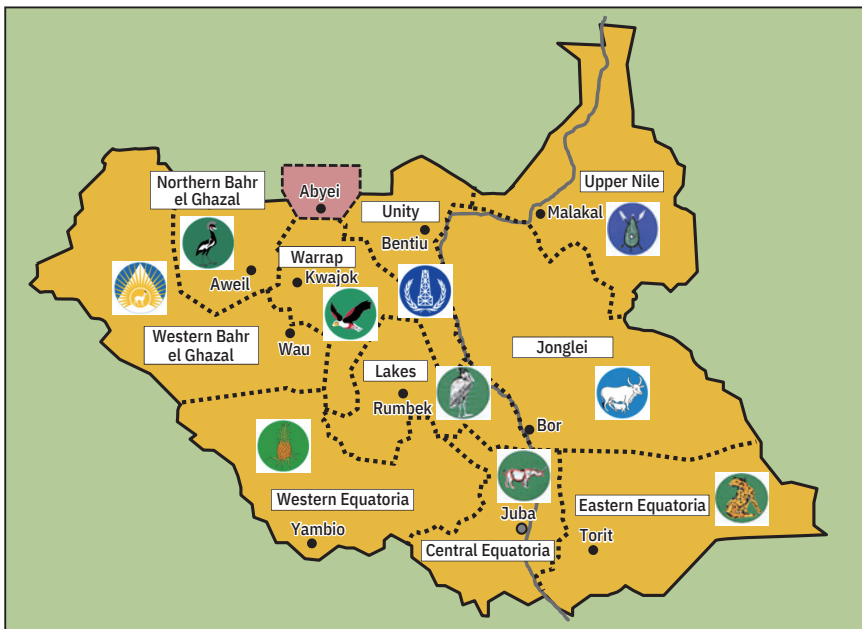 Northern Bahr
el Ghazal
Abyei
Upper Nile
Unity
Malakal
Bentiu
Warrap
Kwajok
Aweil
Western Bahr
el Ghazal
Wau
Jonglei
Lakes
Rumbek
Bor
Western Equatoria
Eastern Equatoria
Juba
Yambio
Central Equatoria
Torit